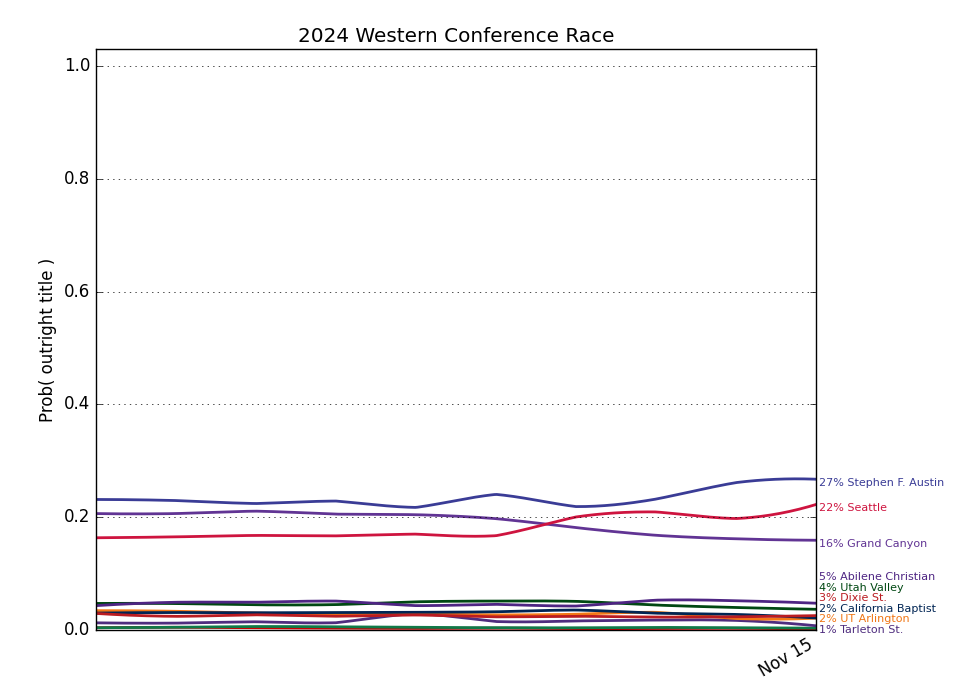 2024 Western Conference Race
1.0
0.8
0.6
0.4
0.2
0.0
Prob( outright title )
27% Stephen F. Austin
22% Seattle
16% Grand Canyon
5% Abilene Christian
4% Utah Valley
3% Dixie St.
2% California Baptist
2% UT Arlington
1% Tarleton St.
Nov 15